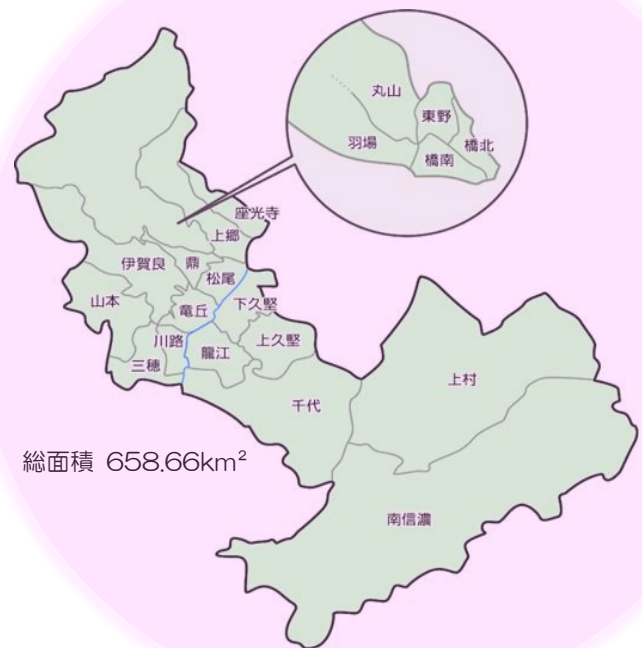 丸山
東野
羽場
橋南
橋北
座光寺
上郷
伊賀良
鼎
松尾
山本
竜丘
下久堅
川路
龍江
上久堅
三穂
千代
上村
総面積 658.66km²
南信濃